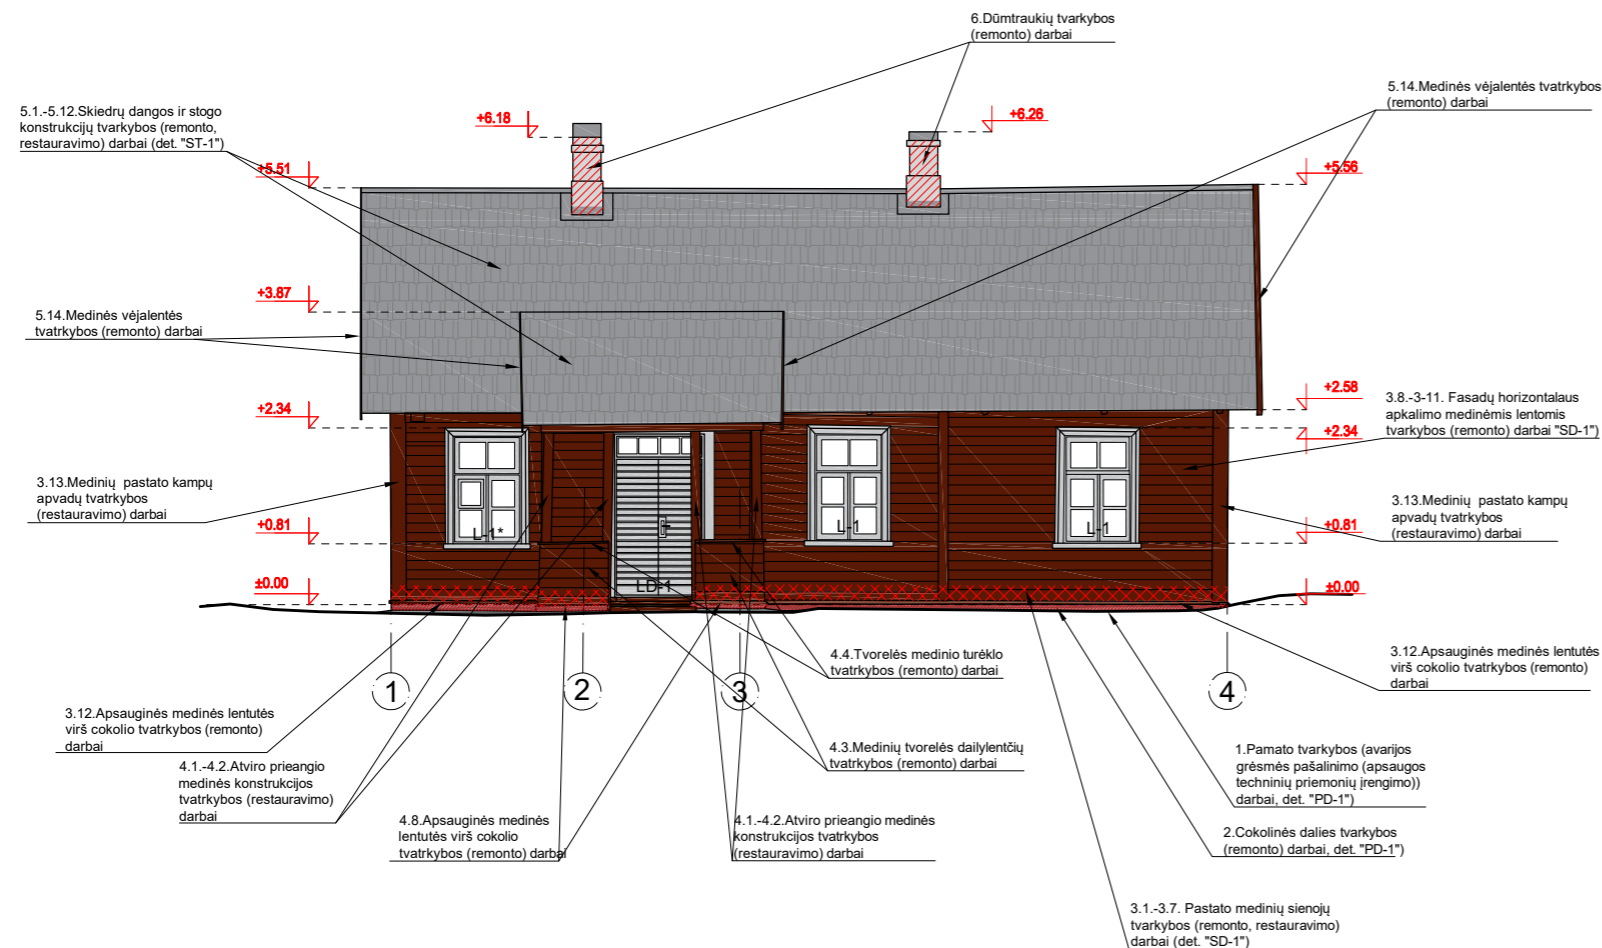 6.Dūmtraukių tvarkybos
(remonto) darbai
5.14.Medinės vėjalentės tvatrkybos
(remonto) darbai
5.1.-5.12.Skiedrų dangos ir stogo
konstrukcijų tvarkybos (remonto,
restauravimo) darbai (det. "ST-1")
+6.18
+6.26
+5.51
+5.56
+3.87
5.14.Medinės vėjalentės
tvatrkybos (remonto) darbai
+2.34
+2.58
+2.34
3.8.-3-11. Fasadų horizontalaus
apkalimo medinėmis lentomis
tvarkybos (remonto) darbai "SD-1")
3.13.Medinių pastato kampų
apvadų tvatrkybos
(restauravimo) darbai
3.13.Medinių pastato kampų
apvadų tvatrkybos
(restauravimo) darbai
+0.81
L-1*
L-1
L-1
+0.81
±0.00
LD-1
±0.00
1
2
3
4
4.4.Tvorelės medinio turėklo
tvatrkybos (remonto) darbai
3.12.Apsauginės medinės lentutės
virš cokolio tvatrkybos (remonto)
darbai
3.12.Apsauginės medinės lentutės
virš cokolio tvatrkybos (remonto)
darbai
4.3.Medinių tvorelės dailylentčių
tvatrkybos (remonto) darbai
1.Pamato tvarkybos (avarijos
grėsmės pašalinimo (apsaugos
techninių priemonių įrengimo))
darbai, det. "PD-1")
4.1.-4.2.Atviro prieangio
medinės konstrukcijos
tvatrkybos (restauravimo)
darbai
4.8.Apsauginės medinės
lentutės virš cokolio
tvatrkybos (remonto) darbai
4.1.-4.2.Atviro prieangio medinės
konstrukcijos tvatrkybos
(restauravimo) darbai
2.Cokolinės dalies tvarkybos
(remonto) darbai, det. "PD-1")
3.1.-3.7. Pastato medinių sienojų
tvarkybos (remonto, restauravimo)
darbai (det. "SD-1")